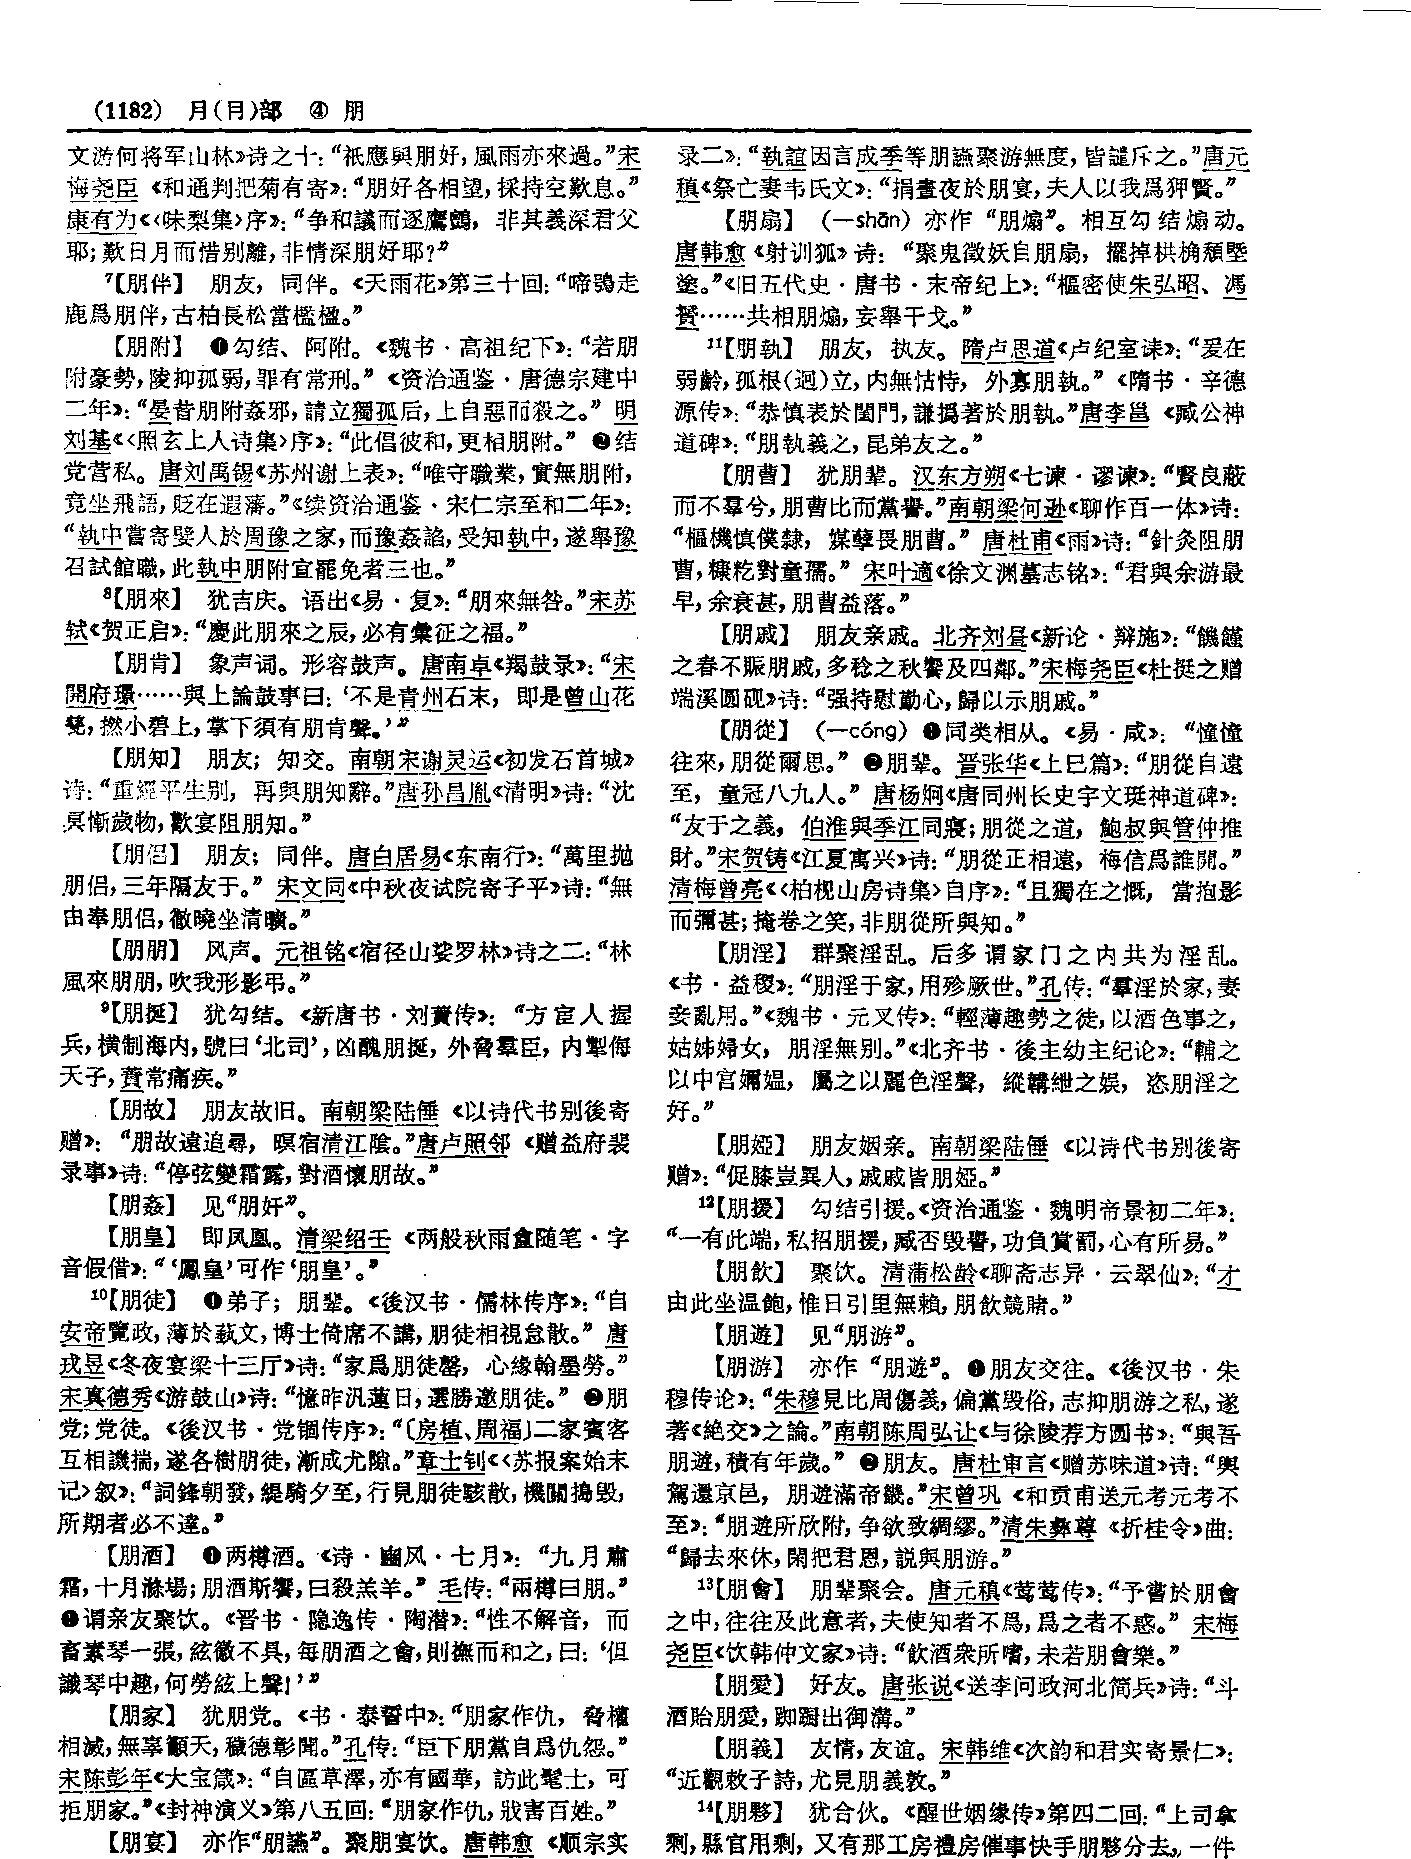 (1182) 月(⺝)部 ④ 朋
文游何将军山林》诗之十：“祇應與朋好，風雨亦來過。”宋
梅尧臣《和通判把菊有寄》：“朋好各相望，採持空歎息。”
康有为《〈味梨集〉序》：“争和議而逐鷹鸇，非其義深君父
耶；歎日月而惜别離，非情深朋好耶？”
7【朋伴】 朋友，同伴。《天雨花》第三十回：“啼鴞走
鹿爲朋伴，古柏長松當檻楹。”
【朋附】 ❶勾结、阿附。《魏书·高祖纪下》：“若朋
附豪勢，陵抑孤弱，罪有常刑。”《资治通鉴·唐德宗建中
二年》：“晏昔朋附姦邪，請立獨孤后，上自惡而殺之。” 明
刘基《〈照玄上人诗集〉序》：“此倡彼和，更相朋附。” ❷结
党营私。唐刘禹锡《苏州谢上表》：“唯守職業，實無朋附，
竟坐飛語，貶在遐藩。”《续资治通鉴·宋仁宗至和二年》：
“執中嘗寄嬖人於周豫之家，而豫姦諂，受知執中，遂舉豫
召試館職，此執中朋附宜罷免者三也。”
8【朋來】 犹吉庆。语出《易·复》：“朋來無咎。”宋苏
轼《贺正启》：“慶此朋來之辰，必有彙征之福。”
【朋肯】 象声词。形容鼓声。唐南卓《羯鼓录》：“宋
開府璟……與上論鼓事曰：‘不是青州石末，即是魯山花
甆，撚小碧上，掌下須有朋肯聲。’”
【朋知】 朋友；知交。南朝宋谢灵运《初发石首城》
诗：“重經平生别，再與朋知辭。”唐孙昌胤《清明》诗：“沈
冥慚歲物，歡宴阻朋知。”
【朋侣】 朋友；同伴。唐白居易《东南行》：“萬里抛
朋侣，三年隔友于。” 宋文同《中秋夜试院寄子平》诗：“無
由奉朋侣，徹曉坐清曠。”
【朋朋】 风声。元祖铭《宿径山娑罗林》诗之二：“林
風來朋朋，吹我形影弔。”
9【朋挻】 犹勾结。《新唐书·刘蕡传》：“方宦人握
兵，横制海内，號曰‘北司’，凶醜朋挻，外脅羣臣，内掣侮
天子，蕡常痛疾。”
【朋故】 朋友故旧。南朝梁陆倕《以诗代书别後寄
赠》：“朋故遠追尋，暝宿清江陰。”唐卢照邻《赠益府裴
录事》诗：“停弦變霜露，對酒懷朋故。”
【朋姦】 见“朋奸”。
【朋皇】 即凤凰。清梁绍壬《两般秋雨盦随笔·字
音假借》：“‘鳳皇’可作‘朋皇’。”
10【朋徒】 ❶弟子；朋辈。《後汉书·儒林传序》：“自
安帝覽政，薄於蓺文，博士倚席不講，朋徒相視怠散。” 唐
戎昱《冬夜宴梁十三厅》诗：“家爲朋徒罄，心緣翰墨勞。”
宋真德秀《游鼓山》诗：“憶昨汎蓮日，選勝邀朋徒。” ❷朋
党；党徒。《後汉书·党锢传序》：“〔房植、周福〕二家賓客
互相譏揣，遂各樹朋徒，漸成尤隙。”章士钊《〈苏报案始末
记〉叙》：“詞鋒朝發，緹騎夕至，行見朋徒駭散，機關搗毁，
所期者必不達。”
【朋酒】 ❶两樽酒。《诗·豳风·七月》：“九月肅
霜，十月滌場；朋酒斯饗，曰殺羔羊。”毛传：“兩樽曰朋。”
❶谓亲友聚饮。《晋书·隐逸传·陶潜》：“性不解音，而
畜素琴一張，絃徽不具，每朋酒之會，則撫而和之，曰：‘但
識琴中趣，何勞絃上聲！’”
【朋家】 犹朋党。《书·泰誓中》：“朋家作仇，脅權
相滅，無辜籲天，穢德彰聞。”孔传：“臣下朋黨自爲仇怨。”
宋陈彭年《大宝箴》：“自區草澤，亦有國華，訪此髦士，可
拒朋家。”《封神演义》第八五回：“朋家作仇，戕害百姓。”
【朋宴】 亦作“朋讌”。聚朋宴饮。唐韩愈《顺宗实
录二》：“執誼因言成季等朋讌聚游無度，皆譴斥之。”唐元
稹《祭亡妻韦氏文》：“捐晝夜於朋宴，夫人以我爲狎賢。”
【朋扇】 （—shān）亦作“朋煽”。相互勾结煽动。
唐韩愈《射训狐》诗：“聚鬼徵妖自朋扇，擺掉栱桷頽墍
塗。”《旧五代史·唐书·末帝纪上》：“樞密使朱弘昭、馮
贇……共相朋煽，妄舉干戈。”
11【朋執】 朋友，执友。隋卢思道《卢纪室诔》：“爰在
弱齡，孤根(迥)立，内無怙恃，外寡朋執。”《隋书·辛德
源传》：“恭慎表於閨門，謙撝著於朋執。”唐李邕《臧公神
道碑》：“朋執義之，昆弟友之。”
【朋曹】 犹朋辈。汉东方朔《七谏·谬谏》：“賢良蔽
而不羣兮，朋曹比而黨譽。”南朝梁何逊《聊作百一体》诗：
“樞機慎僕隸，媒孽畏朋曹。” 唐杜甫《雨》诗：“針灸阻朋
曹，糠籺對童孺。” 宋叶適《徐文渊墓志铭》：“君與余游最
早，余衰甚，朋曹益落。”
【朋戚】 朋友亲戚。北齐刘昼《新论·辩施》：“饑饉
之春不賑朋戚，多稔之秋饗及四鄰。”宋梅尧臣《杜挺之赠
端溪圆砚》诗：“强持慰勤心，歸以示朋戚。”
【朋從】 （—cóng）❶同类相从。《易·咸》：“憧憧
往來，朋從爾思。” ❷朋辈。晋张华《上巳篇》：“朋從自遠
至，童冠八九人。” 唐杨炯《唐同州长史宇文珽神道碑》：
“友于之義，伯淮與季江同寢；朋從之道，鮑叔與管仲推
財。”宋贺铸《江夏寓兴》诗：“朋從正相遠，梅信爲誰開。”
清梅曾亮《〈柏枧山房诗集〉自序》：“且獨在之慨，當抱影
而彌甚；掩卷之笑，非朋從所與知。”
【朋淫】 群聚淫乱。后多谓家门之内共为淫乱。
《书·益稷》：“朋淫于家，用殄厥世。”孔传：“羣淫於家，妻
妾亂用。”《魏书·元叉传》：“輕薄趣勢之徒，以酒色事之，
姑姊婦女，朋淫無别。”《北齐书·後主幼主纪论》：“輔之
以中宫嬭媪，屬之以麗色淫聲，縱韝紲之娱，恣朋淫之
好。”
【朋婭】 朋友姻亲。南朝梁陆倕《以诗代书别後寄
赠》：“促膝豈異人，戚戚皆朋婭。”
12【朋援】 勾结引援。《资治通鉴·魏明帝景初二年》：
“一有此端，私招朋援，臧否毁譽，功負賞罰，心有所易。”
【朋飲】 聚饮。清蒲松龄《聊斋志异·云翠仙》：“才
由此坐温飽，惟日引里無賴，朋飲競賭。”
【朋遊】 见“朋游”。
【朋游】 亦作“朋遊”。❶朋友交往。《後汉书·朱
穆传论》：“朱穆見比周傷義，偏黨毁俗，志抑朋游之私，遂
著《絶交》之論。”南朝陈周弘让《与徐陵荐方圆书》：“與吾
朋遊，積有年歲。” ❷朋友。唐杜审言《赠苏味道》诗：“輿
駕還京邑，朋遊滿帝畿。”宋曾巩《和贡甫送元考元考不
至》：“朋遊所欣附，争欲致綢繆。”清朱彝尊《折桂令》曲：
“歸去來休，閑把君恩，説與朋游。”
13【朋會】 朋辈聚会。唐元稹《莺莺传》：“予嘗於朋會
之中，往往及此意者，夫使知者不爲，爲之者不惑。” 宋梅
尧臣《饮韩仲文家》诗：“飲酒衆所嗜，未若朋會樂。”
【朋愛】 好友。唐张说《送李问政河北简兵》诗：“斗
酒貽朋愛，踟躕出御溝。”
【朋義】 友情，友谊。宋韩维《次韵和君实寄景仁》：
“近觀敕子詩，尤見朋義敦。”
14【朋夥】 犹合伙。《醒世姻缘传》第四二回：“上司拿
剩，縣官用剩，又有那工房禮房催事快手朋夥分去，一件